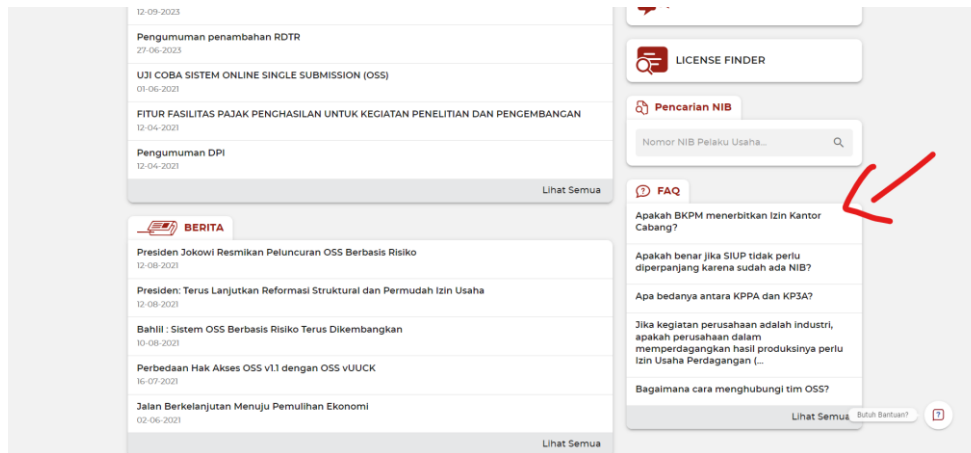 12-09-2023
Pengumuman penambahan RDTR
27-06-2023
UJI COBA SISTEM ONLINE SINGLE SUBMISSION (OSS)
01-06-2021
FITUR FASILITAS PAJAK PENGHASILAN UNTUK KEGIATAN PENELITIAN DAN PENGEMBANGAN
12-04-2021
Pengumuman DPI
12-04-2021
Lihat Semua
BERITA
Presiden Jokowi Resmikan Peluncuran OSS Berbasis Risiko
12-08-2021
Presiden: Terus Lanjutkan Reformasi Struktural dan Permudah Izin Usaha
12-08-2021
Bahlil : Sistem OSS Berbasis Risiko Terus Dikembangkan
10-08-2021
Perbedaan Hak Akses OSS v1.1 dengan OSS vUUCK
16-07-2021
Jalan Berkelanjutan Menuju Pemulihan Ekonomi
02-06-2021
Lihat Semua
LICENSE FINDER
Pencarian NIB
Nomor NIB Pelaku Usaha...
FAQ
Apakah BKPM menerbitkan Izin Kantor
Cabang?
Apakah benar jika SIUP tidak perlu
diperpanjang karena sudah ada NIB?
Apa bedanya antara KPPA dan KP3A?
Jika kegiatan perusahaan adalah industri,
apakah perusahaan dalam
memperdagangkan hasil produksinya perlu
Izin Usaha Perdagangan (...
Bagaimana cara menghubungi tim OSS?
Lihat Semua
Butuh Bantuan?